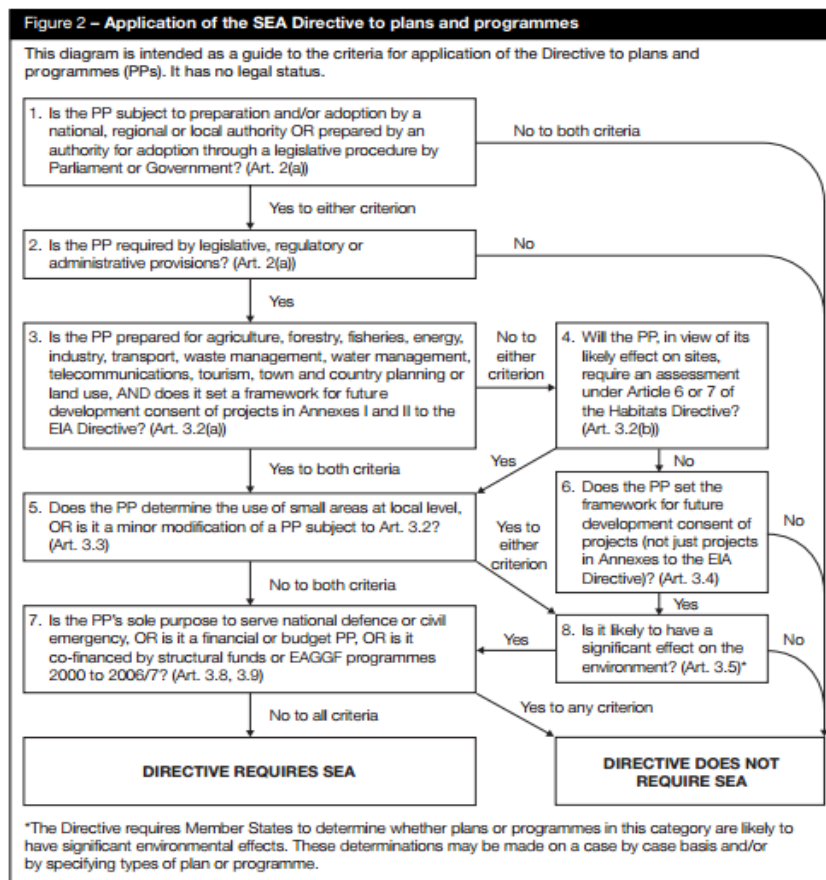 Figure 2 – Application of the SEA Directive to plans and programmes
This diagram is intended as a guide to the criteria for application of the Directive to plans and
programmes (PPs). It has no legal status.
1. Is the PP subject to preparation and/or adoption by a
national, regional or local authority OR prepared by an
authority for adoption through a legislative procedure by
Parliament or Government? (Art. 2(a))
No to both criteria
Yes to either criterion
2. Is the PP required by legislative, regulatory or
administrative provisions? (Art. 2(a))
No
Yes
3. Is the PP prepared for agriculture, forestry, fisheries, energy,
industry, transport, waste management, water management,
telecommunications, tourism, town and country planning or
land use, AND does it set a framework for future
development consent of projects in Annexes I and II to the
EIA Directive? (Art. 3.2(a))
No to
either
criterion
4. Will the PP, in view of its
likely effect on sites,
require an assessment
under Article 6 or 7 of
the Habitats Directive?
(Art. 3.2(b))
Yes to both criteria
Yes
No
5. Does the PP determine the use of small areas at local level,
OR is it a minor modification of a PP subject to Art. 3.2?
(Art. 3.3)
Yes to
either
criterion
6. Does the PP set the
framework for future
development consent of
projects (not just projects
in Annexes to the EIA
Directive)? (Art. 3.4)
No
No to both criteria
Yes
7. Is the PP's sole purpose to serve national defence or civil
emergency, OR is it a financial or budget PP, OR is it
co-financed by structural funds or EAGGF programmes
2000 to 2006/7? (Art. 3.8, 3.9)
Yes
8. Is it likely to have a
significant effect on the
environment? (Art. 3.5)*
No
No to all criteria
Yes to any criterion
DIRECTIVE REQUIRES SEA
DIRECTIVE DOES NOT
REQUIRE SEA
*The Directive requires Member States to determine whether plans or programmes in this category are likely to
have significant environmental effects. These determinations may be made on a case by case basis and/or
by specifying types of plan or programme.